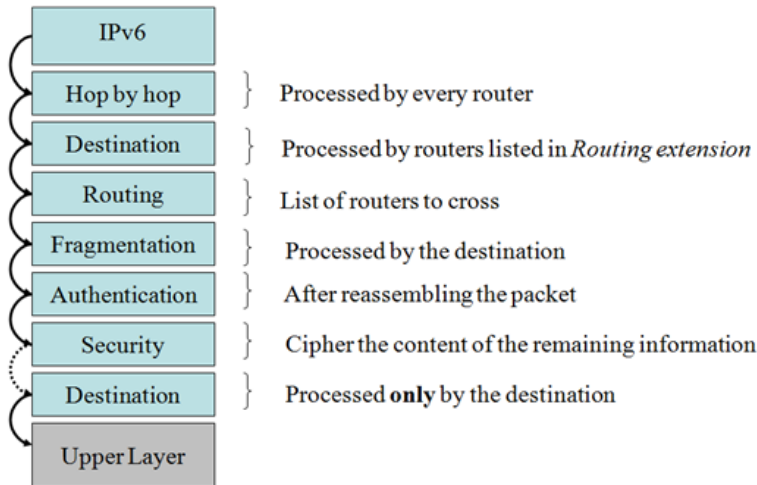 IPv6
Hop by hop
Processed by every router
Destination
Processed by routers listed in Routing extension
Routing
List of routers to cross
Fragmentation
Processed by the destination
Authentication
After reassembling the packet
Security
Cipher the content of the remaining information
Destination
Processed only by the destination
Upper Layer